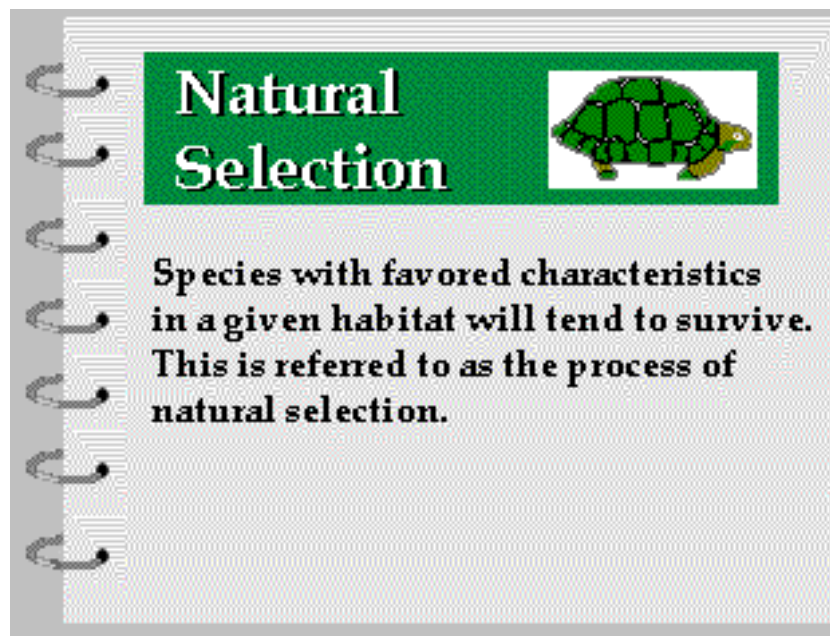 Natural
Selection
Species with favored characteristics
in a given habitat will tend to survive.
This is referred to as the process of
natural selection.